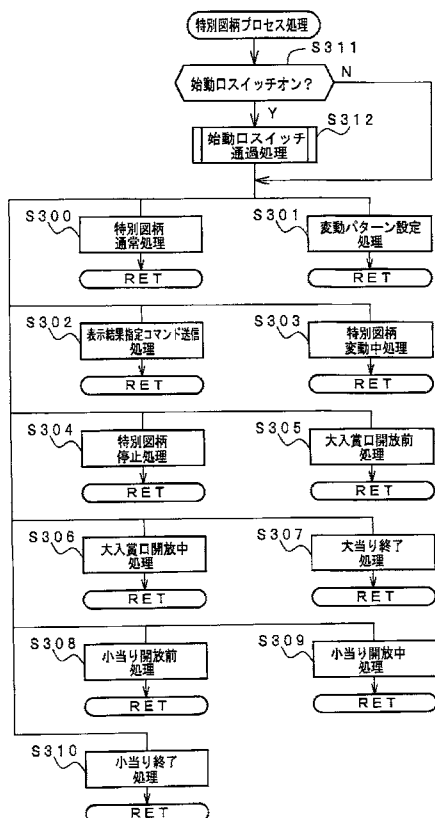 特別図柄プロセス処理
S311
始動口スイッチオン?
N
Y
S312
始動口スイッチ
通過処理
S300
特別図柄
通常処理
RET
S301
変動パターン設定
処理
RET
S302
表示結果指定コマンド送信
処理
RET
S303
特別図柄
変動中処理
RET
S304
特別図柄
停止処理
RET
S305
大入賞口開放前
処理
RET
S306
大入賞口開放中
処理
RET
S307
大当り終了
処理
RET
S308
小当り開放前
処理
RET
S309
小当り開放中
処理
RET
S310
小当り終了
処理
RET